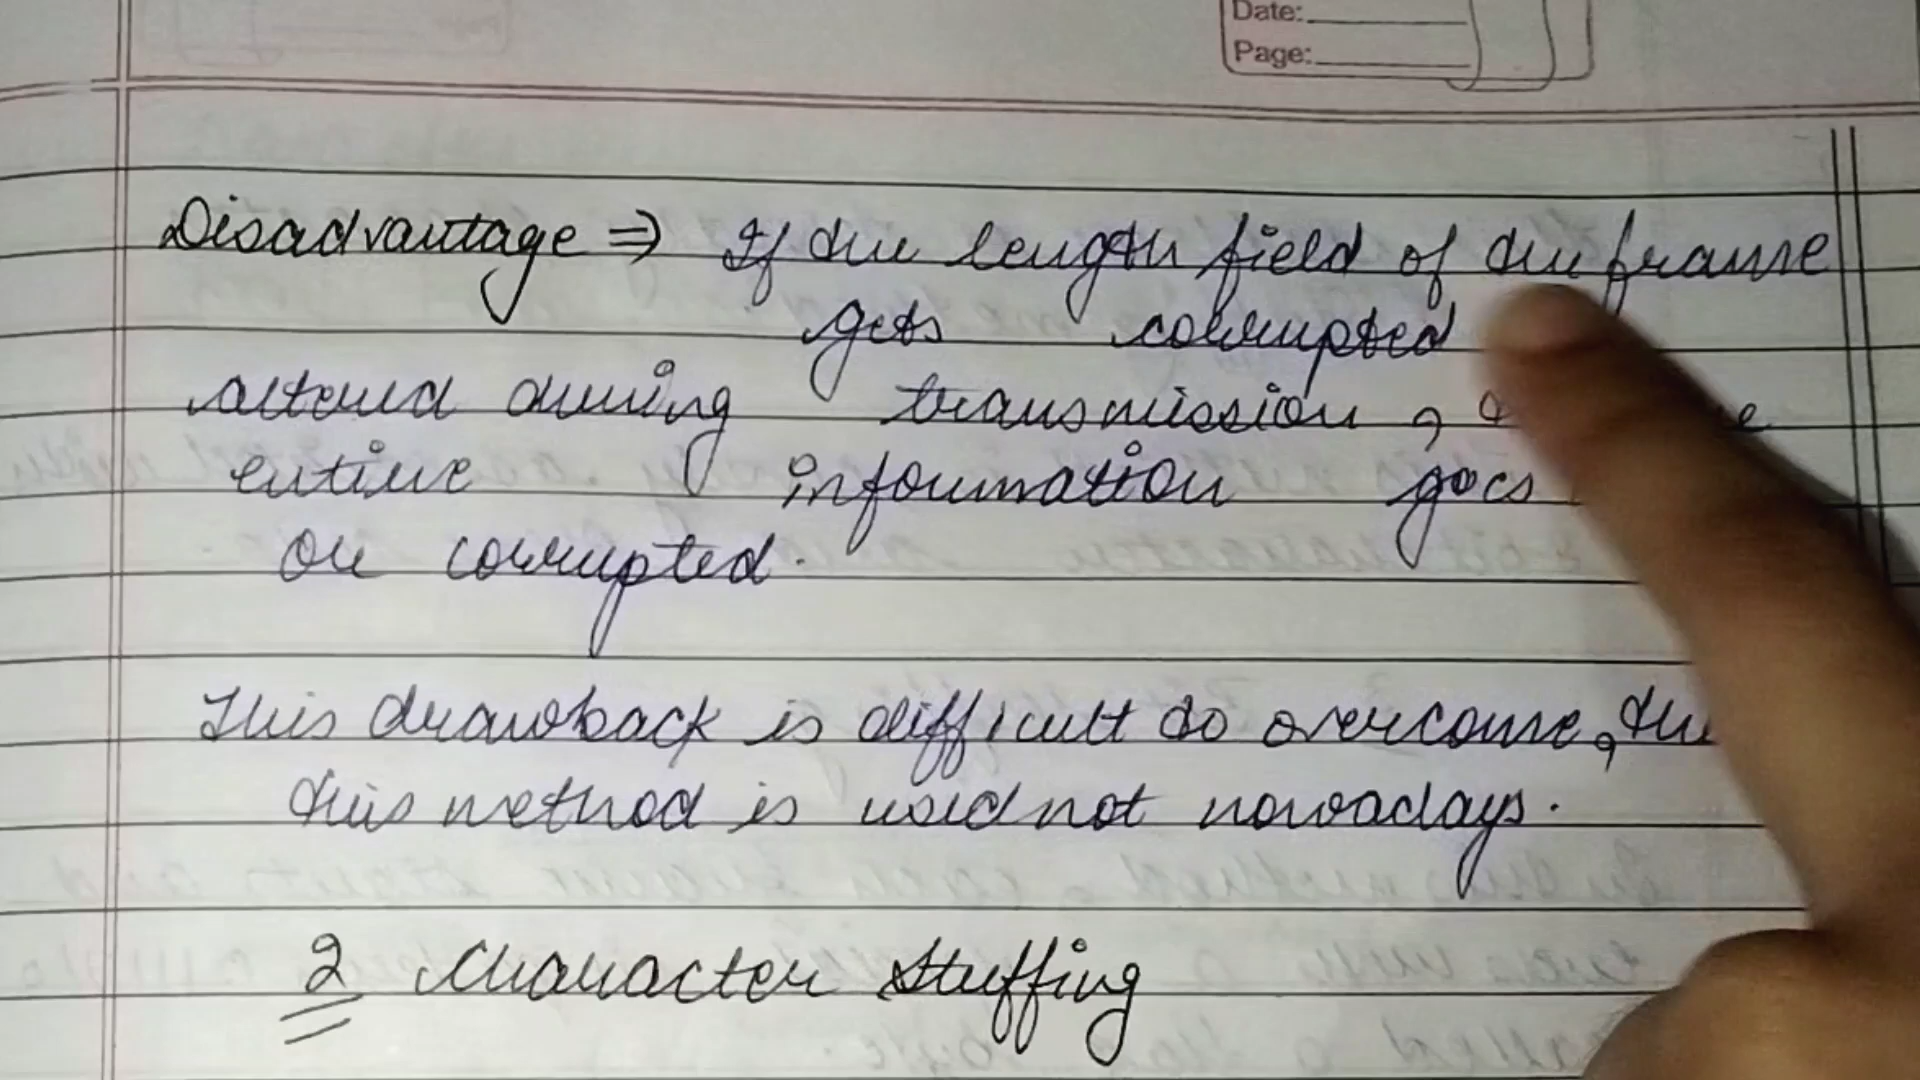 Date:
Page:
Disadvantage ⇒ If the length field of the frame
gets corrupted
altered during transmission,
entire information goes
or corrupted.
This drawback is difficult to overcome,
this method is used not nowadays.
2 Character Stuffing